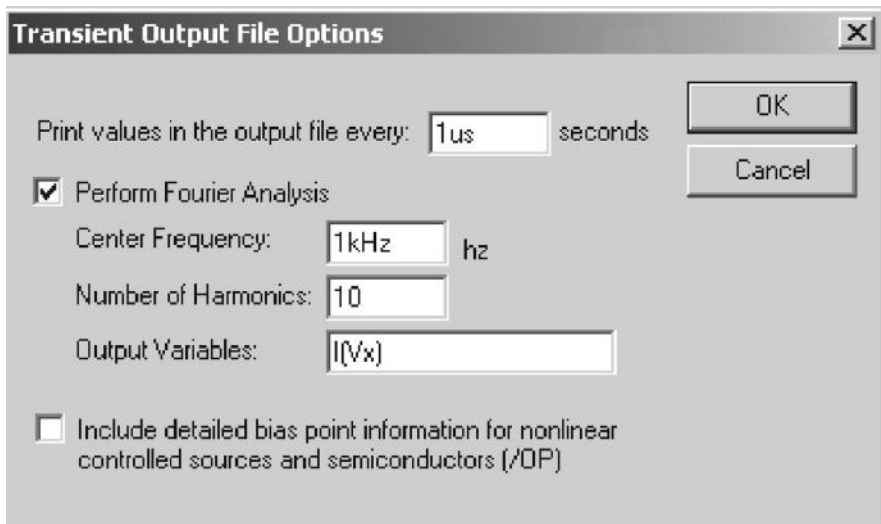 Transient Output File Options
Print values in the output file every: 1us seconds
OK
Cancel
Perform Fourier Analysis
Center Frequency: 1kHz hz
Number of Harmonics: 10
Output Variables: I(Vx)
Include detailed bias point information for nonlinear
controlled sources and semiconductors (/OP)